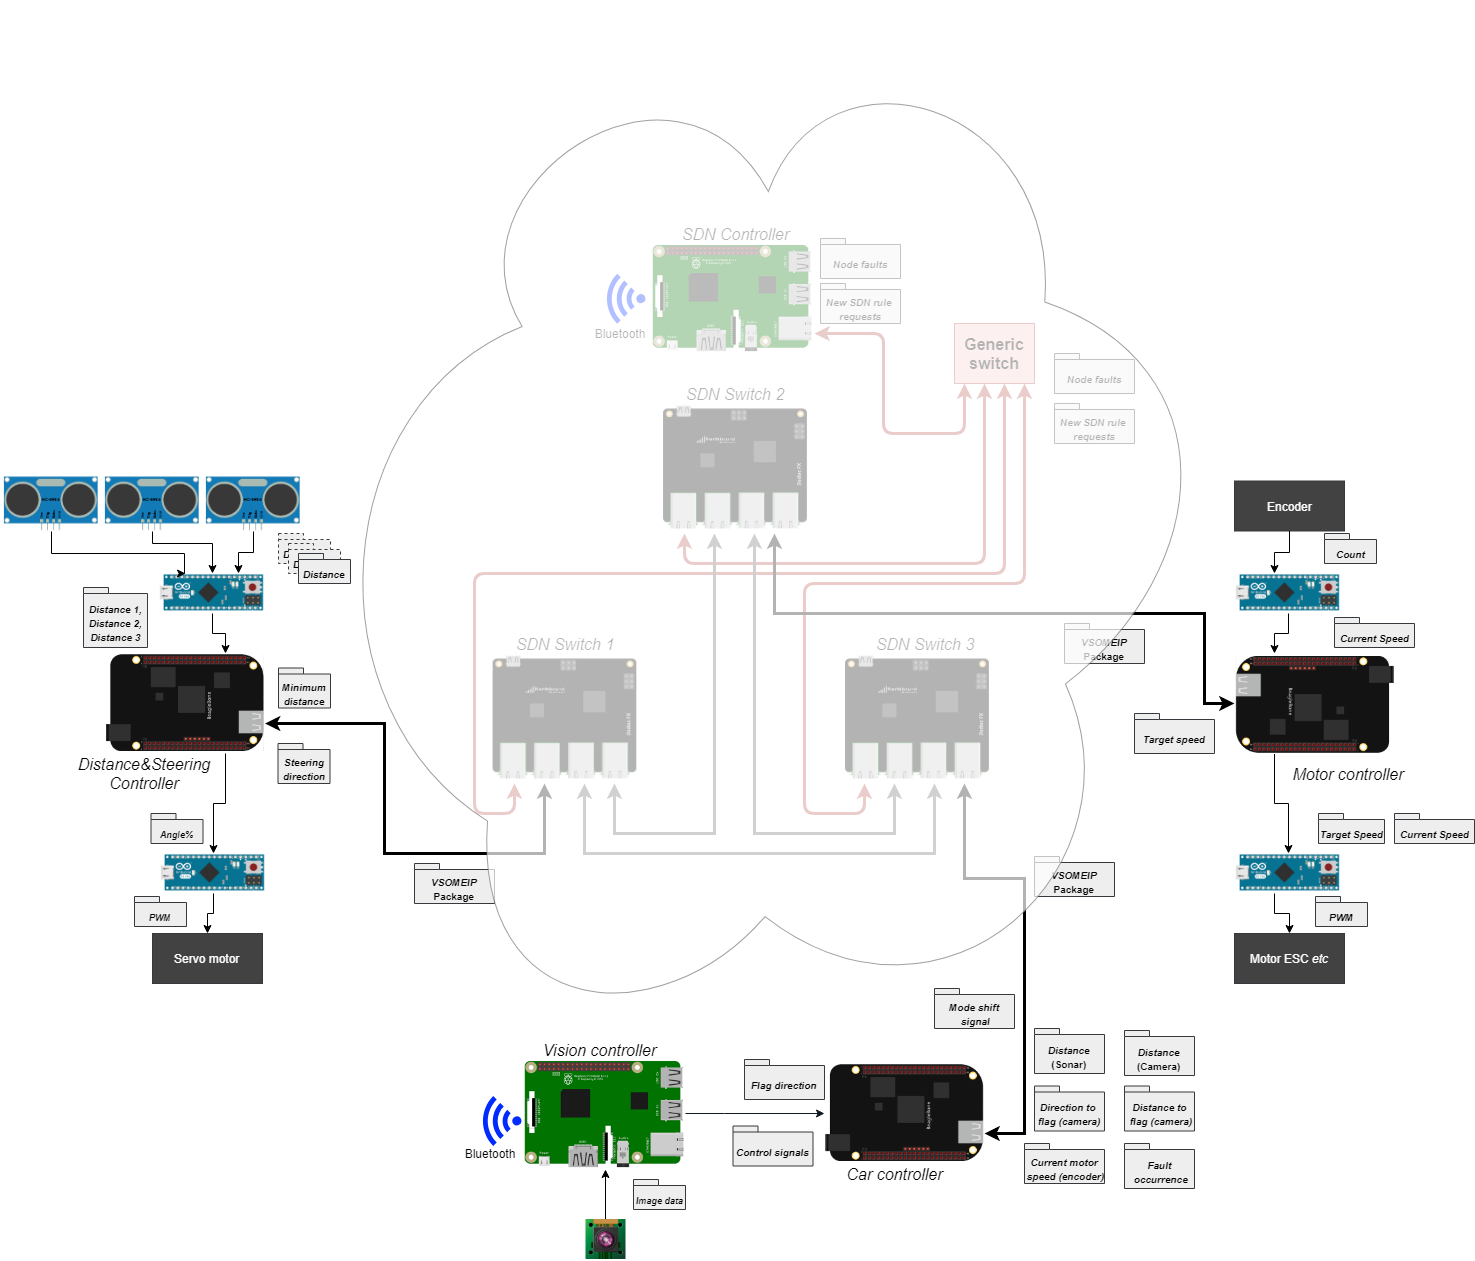 SDN Controller
Node faults
New SDN rule
requests
Bluetooth
Generic
switch
Node faults
New SDN rule
requests
SDN Switch 2
Encoder
Count
Distance
Distance 1,
Distance 2,
Distance 3
Current Speed
SDN Switch 1
SDN Switch 3
VSOMEIP
Package
Minimum
distance
Target speed
Steering
direction
Distance&Steering
Controller
Motor controller
Angle%
Target Speed
Current Speed
VSOMEIP
Package
VSOMEIP
Package
PWM
PWM
Servo motor
Motor ESC etc
Mode shift
signal
Vision controller
Distance
(Sonar)
Distance
(Camera)
Flag direction
Direction to
flag (camera)
Distance to
flag (camera)
Bluetooth
Control signals
Current motor
speed (encoder)
Fault
occurrence
Car controller
Image data